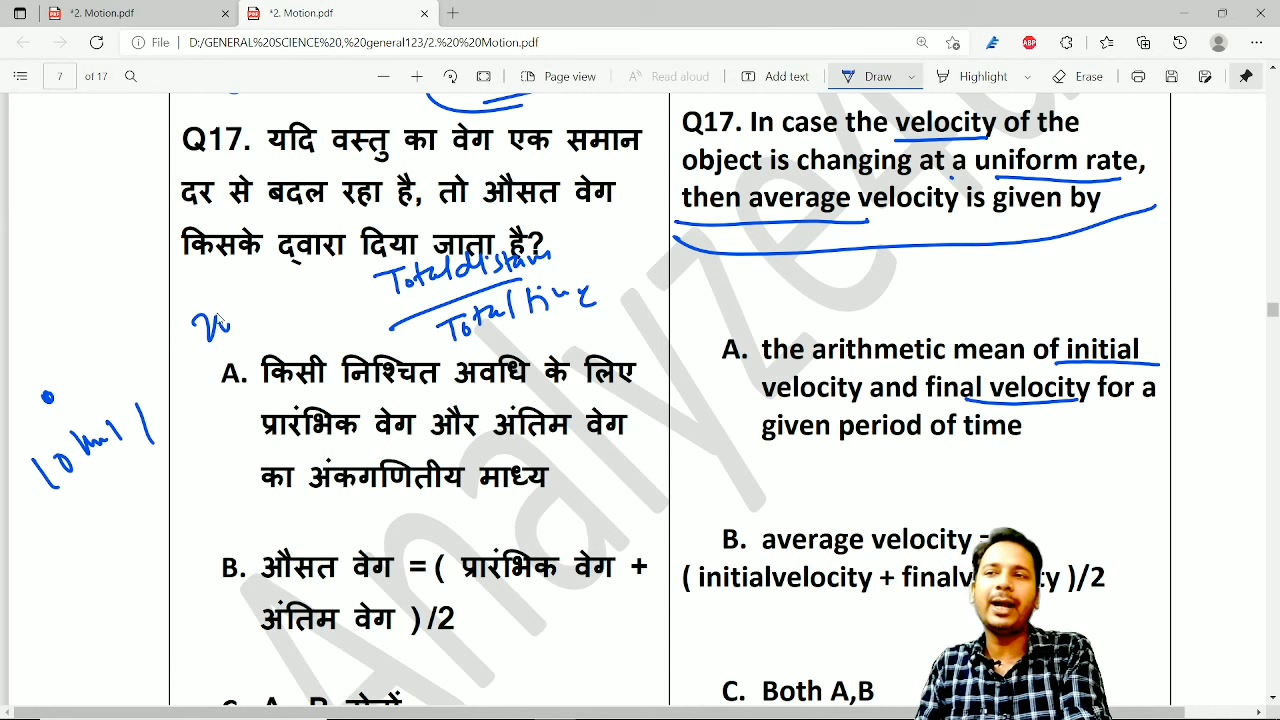 *2. Motion.pdf
*2. Motion.pdf
File D:/GENERAL%20SCIENCE%20,%20general123/2.%20%20Motion.pdf
7 of 17
Page view
Read aloud
Add text
Draw
Highlight
Erase
Q17. यदि वस्तु का वेग एक समान
दर से बदल रहा है, तो औसत वेग
किसके द्वारा दिया जाता है?
Total distan
Total time
A. किसी निश्चित अवधि के लिए
प्रारंभिक वेग और अंतिम वेग
का अंकगणितीय माध्य
B. औसत वेग =( प्रारंभिक वेग +
अंतिम वेग )/2
Q17. In case the velocity of the
object is changing at a uniform rate,
then average velocity is given by
A. the arithmetic mean of initial
velocity and final velocity for a
given period of time
B. average velocity =
( initialvelocity + finalv ty )/2
C. Both A,B